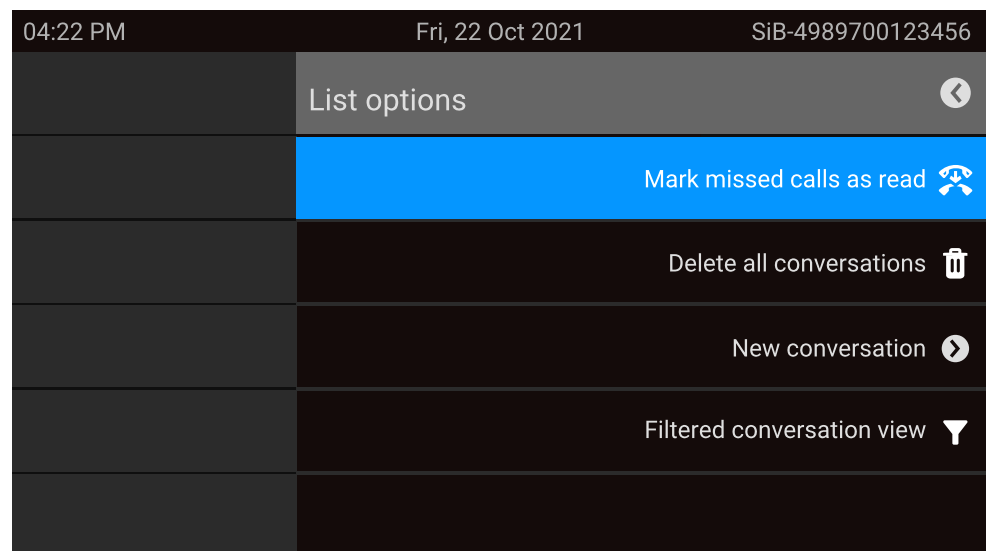 04:22 PM Fri, 22 Oct 2021 SiB-4989700123456
List options
Mark missed calls as read
Delete all conversations
New conversation
Filtered conversation view